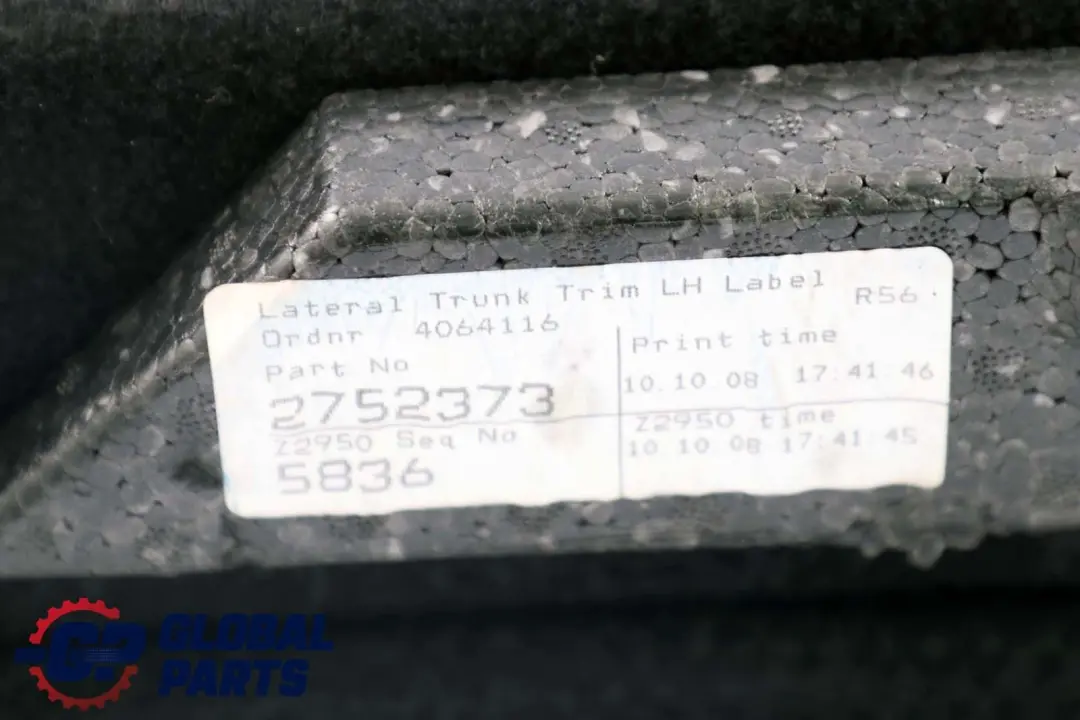 Lateral Trunk Trim LH Label
R56
Ordnr 4064116
Part No
2752373
Z2950 Seq No
5836
Print time
10.10.08 17:41:46
Z2950 time
10.10.08 17:41:45
GP GLOBAL
PARTS